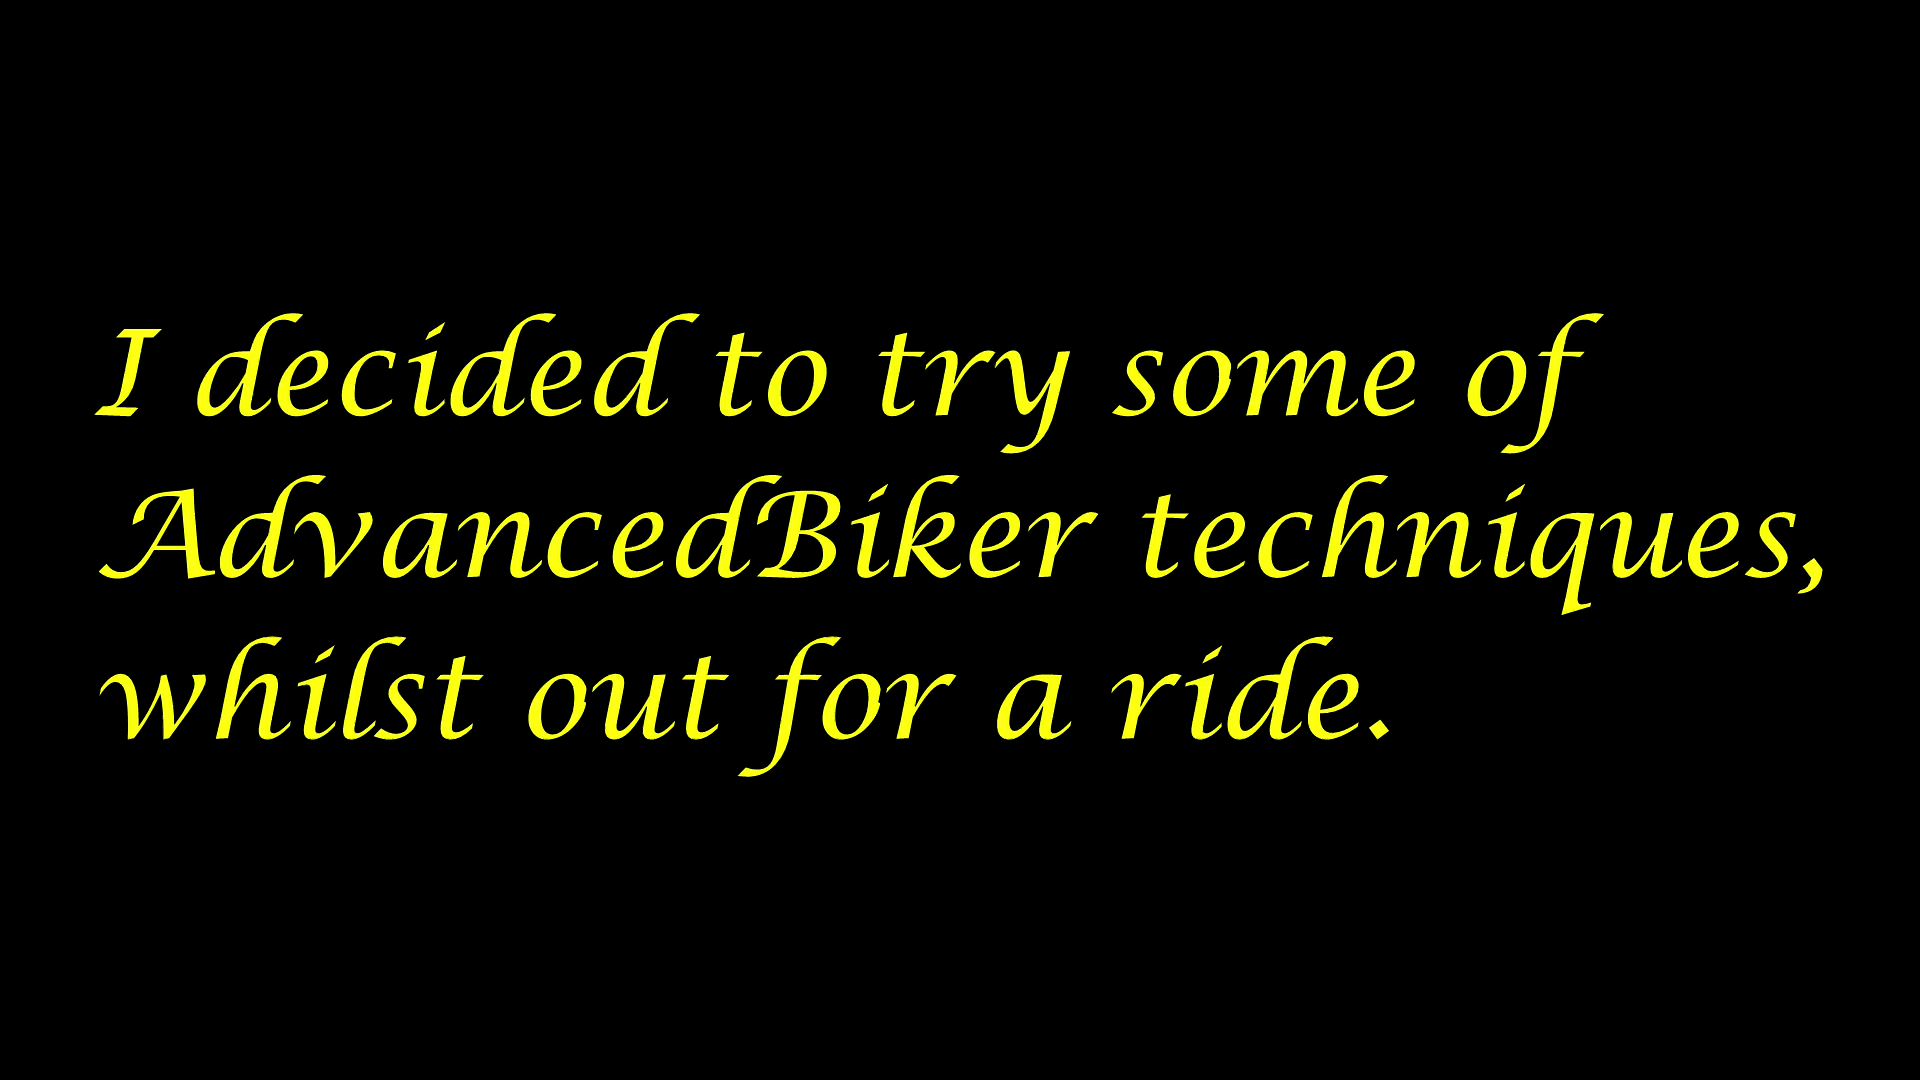 I decided to try some of
AdvancedBiker techniques,
whilst out for a ride.